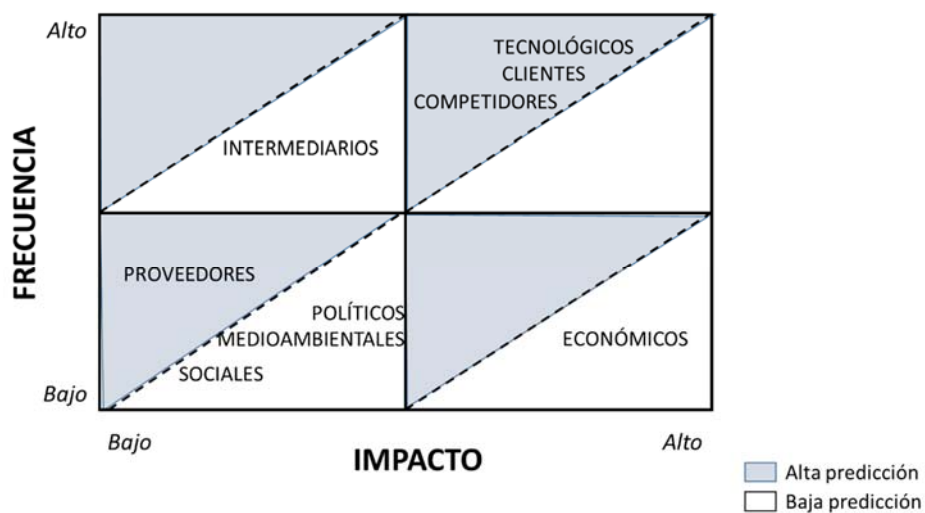 Alto
TECNOLÓGICOS
CLIENTES
COMPETIDORES
INTERMEDIARIOS
FRECUENCIA
PROVEEDORES
POLÍTICOS
MEDIOAMBIENTALES
SOCIALES
ECONÓMICOS
Bajo
Bajo
IMPACTO
Alto
Alta predicción
Baja predicción